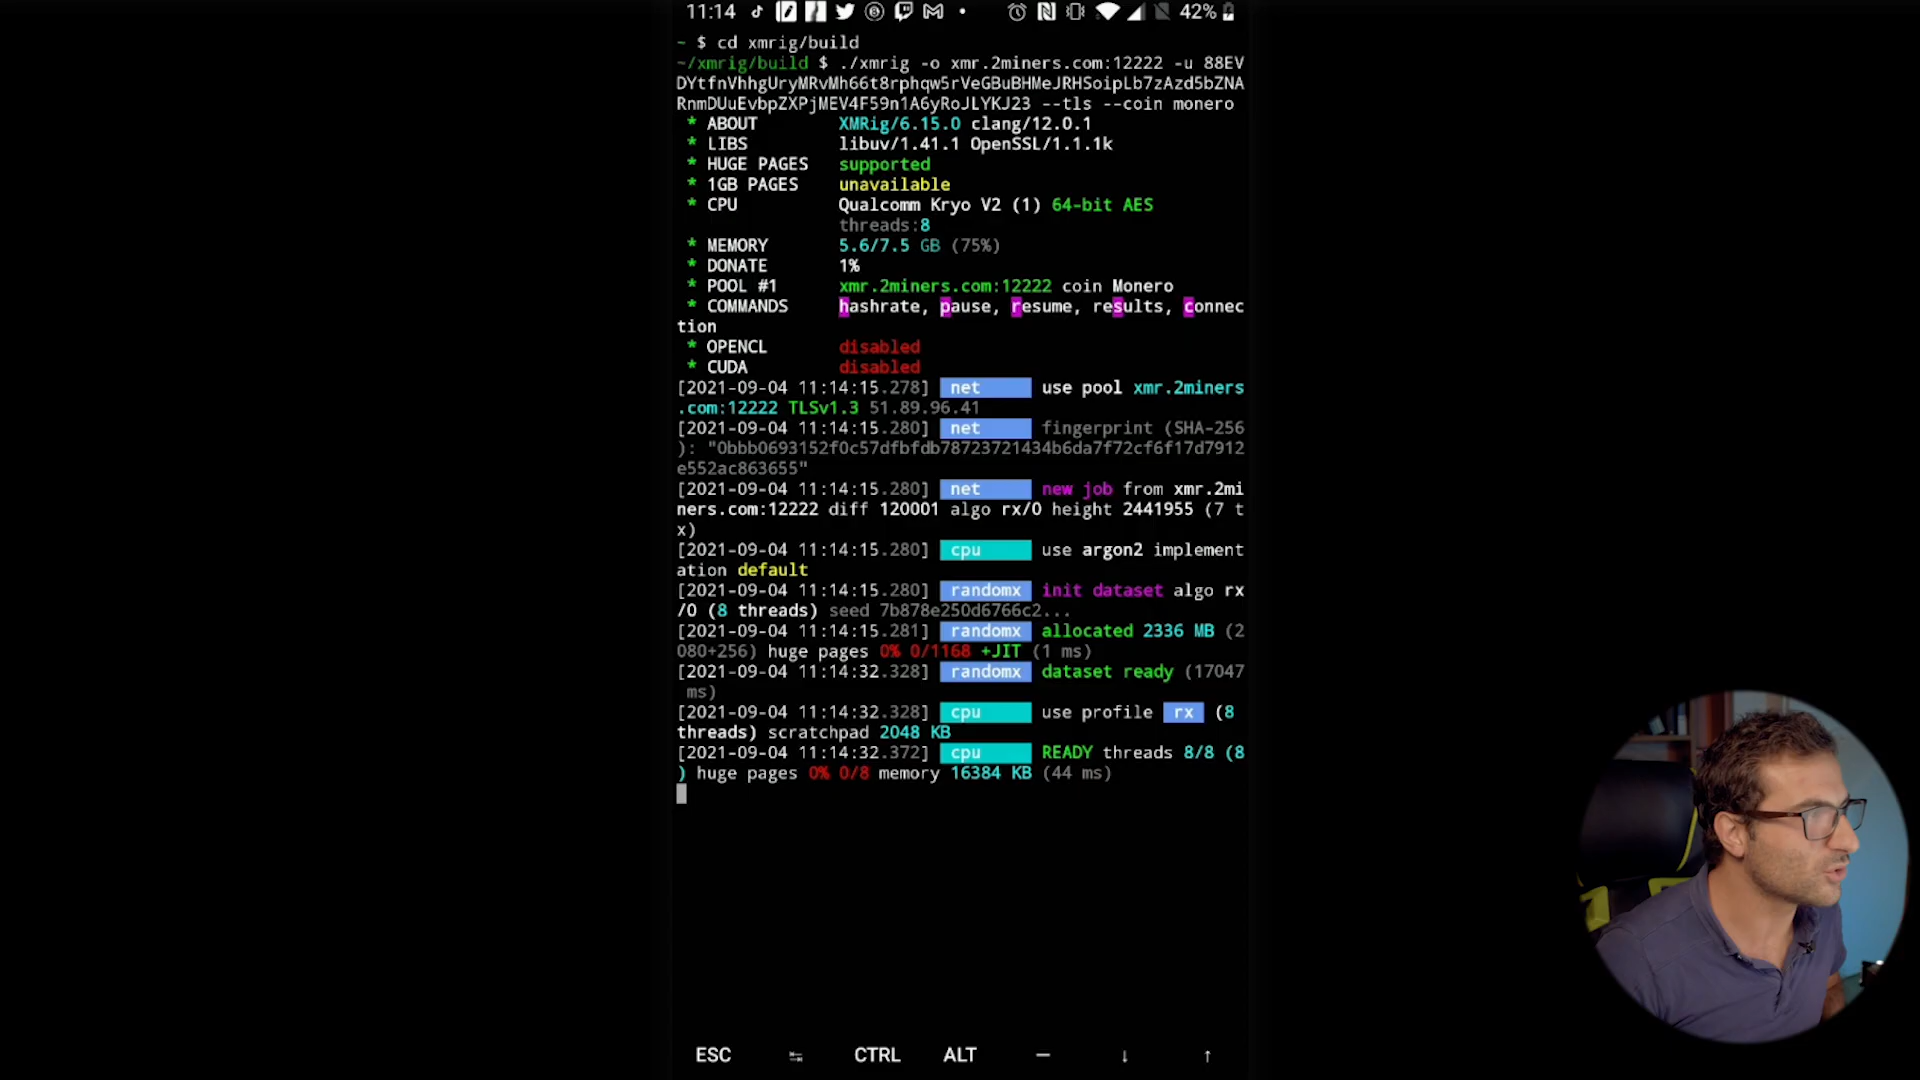 11:14 42%
~ $ cd xmrig/build
~/xmrig/build $ ./xmrig -o xmr.2miners.com:12222 -u 88EV
DYtfnVhhgUryMRvMh66t8rphqw5rVeGBuBHMeJRHSoipLb7zAzd5bZNA
RnmDUuEvbpZXPjMEV4F59n1A6yRoJLYKJ23 --tls --coin monero
* ABOUT XMRig/6.15.0 clang/12.0.1
* LIBS libuv/1.41.1 OpenSSL/1.1.1k
* HUGE PAGES supported
* 1GB PAGES unavailable
* CPU Qualcomm Kryo V2 (1) 64-bit AES
threads:8
* MEMORY 5.6/7.5 GB (75%)
* DONATE 1%
* POOL #1 xmr.2miners.com:12222 coin Monero
* COMMANDS hashrate, pause, resume, results, connec
tion
* OPENCL disabled
* CUDA disabled
[2021-09-04 11:14:15.278] net use pool xmr.2miners
.com:12222 TLSv1.3 51.89.96.41
[2021-09-04 11:14:15.280] net fingerprint (SHA-256
): "0bbb0693152f0c57dfbfdb78723721434b6da7f72cf6f17d7912
e552ac863655"
[2021-09-04 11:14:15.280] net new job from xmr.2mi
ners.com:12222 diff 120001 algo rx/0 height 2441955 (7 t
x)
[2021-09-04 11:14:15.280] cpu use argon2 implement
ation default
[2021-09-04 11:14:15.280] randomx init dataset algo rx
/0 (8 threads) seed 7b878e250d6766c2...
[2021-09-04 11:14:15.281] randomx allocated 2336 MB (2
080+256) huge pages 0% 0/1168 +JIT (1 ms)
[2021-09-04 11:14:32.328] randomx dataset ready (17047
ms)
[2021-09-04 11:14:32.328] cpu use profile rx (8
threads) scratchpad 2048 KB
[2021-09-04 11:14:32.372] cpu READY threads 8/8 (8
) huge pages 0% 0/8 memory 16384 KB (44 ms)
ESC CTRL ALT — ↓ ↑